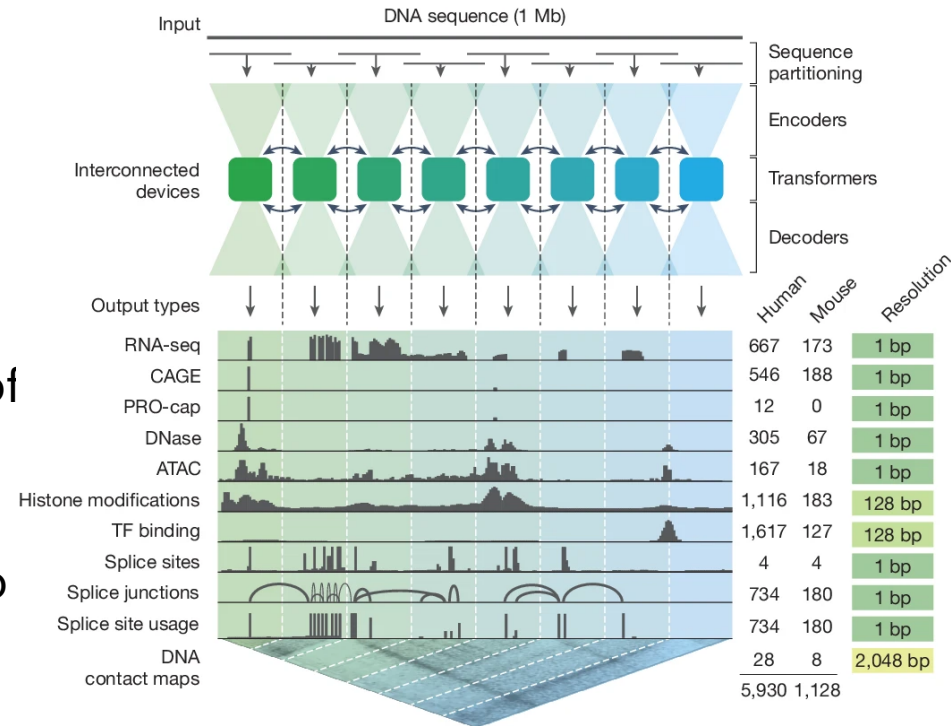 DNA sequence (1 Mb)
Input
Sequence
partitioning
Encoders
Interconnected
devices
Transformers
Decoders
Output types
Human
Mouse
Resolution
RNA-seq 667 173 1 bp
of
CAGE 546 188 1 bp
PRO-cap 12 0 1 bp
DNase 305 67 1 bp
ATAC 167 18 1 bp
Histone modifications 1,116 183 128 bp
TF binding 1,617 127 128 bp
Splice sites 4 4 1 bp
Splice junctions 734 180 1 bp
Splice site usage 734 180 1 bp
DNA
contact maps 28 8 2,048 bp
5,930 1,128